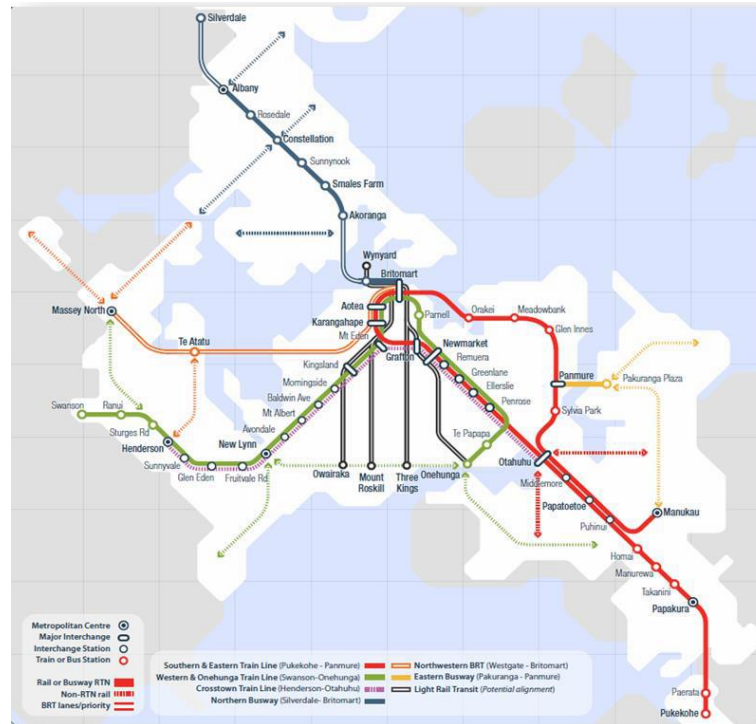 Silverdale
Albany
Rosedale
Constellation
Sunnynook
Smales Farm
Akoranga
Wynyard
Britomart
Massey North
Aotea
Karangahape
Mt Eden
Parnell
Orakei
Meadowbank
Glen Innes
Te Atatu
Kingsland
Grafton
Newmarket
Remuera
Greenlane
Ellerslie
Penrose
Panmure
Pakuranga Plaza
Sylvia Park
Morningside
Baldwin Ave
Mt Albert
Avondale
New Lynn
Swanson
Ranui
Sturges Rd
Henderson
Sunnyvale
Glen Eden
Fruitvale Rd
Te Papapa
Owairaka
Mount
Roskill
Three
Kings
Onehunga
Otahuhu
Middlemore
Papatoetoe
Puhinui
Manukau
Homai
Manurewa
Takanini
Papakura
Paerata
Pukekohe
Metropolitan Centre
Major Interchange
Interchange Station
Train or Bus Station
Rail or Busway RTN
Non-RTN rail
BRT lanes/priority
Southern & Eastern Train Line (Pukekohe - Panmure)
Western & Onehunga Train Line (Swanson-Onehunga)
Crosstown Train Line (Henderson-Otahuhu)
Northern Busway (Silverdale- Britomart)
Northwestern BRT (Westgate - Britomart)
Eastern Busway (Pakuranga - Panmure)
Light Rail Transit (Potential alignment)